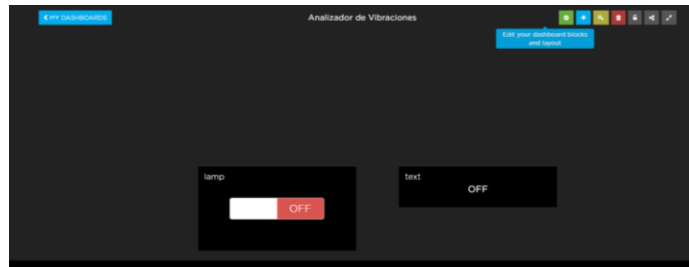 < MY DASHBOARDS
Analizador de Vibraciones
Edit your dashboard blocks
and layout
lamp
OFF
text
OFF